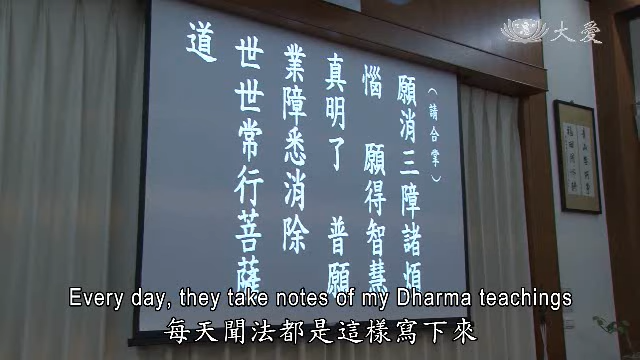 大愛
（請合掌）
願消三障諸煩
惱　願得智慧
真明了　普願
業障悉消除
世世常行菩薩
道
Every day, they take notes of my Dharma teachings
每天聞法都是這樣寫下來